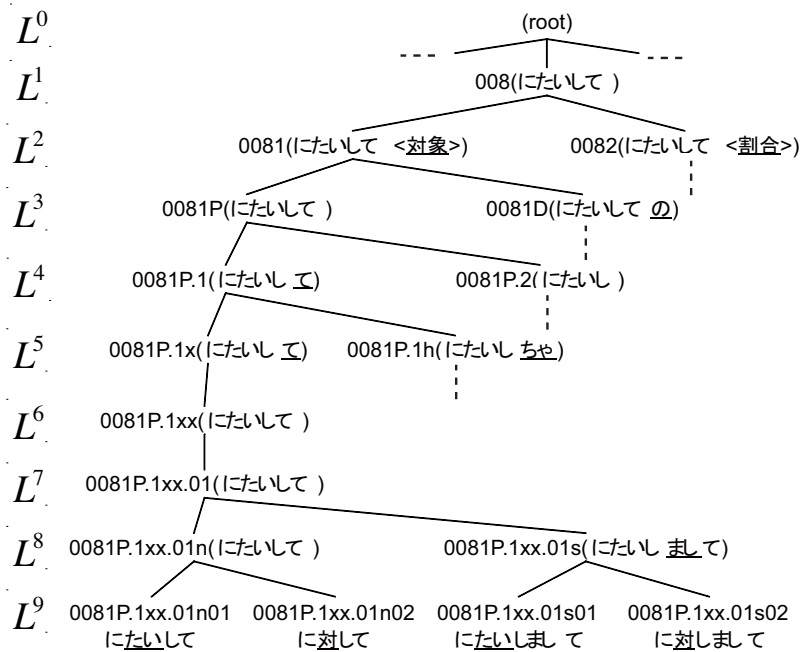 L0 (root)
L1 008(にたいして )
L2 0081(にたいして <対象>) 0082(にたいして <割合>)
L3 0081P(にたいして ) 0081D(にたいして の)
L4 0081P.1(にたいし て) 0081P.2(にたいし )
L5 0081P.1x(にたいし て) 0081P.1h(にたいし ちゃ)
L6 0081P.1xx(にたいして )
L7 0081P.1xx.01(にたいして )
L8 0081P.1xx.01n(にたいして ) 0081P.1xx.01s(にたいし まして)
L9 0081P.1xx.01n01 0081P.1xx.01n02 0081P.1xx.01s01 0081P.1xx.01s02
にたいして に対して にたいしまして に対しまして